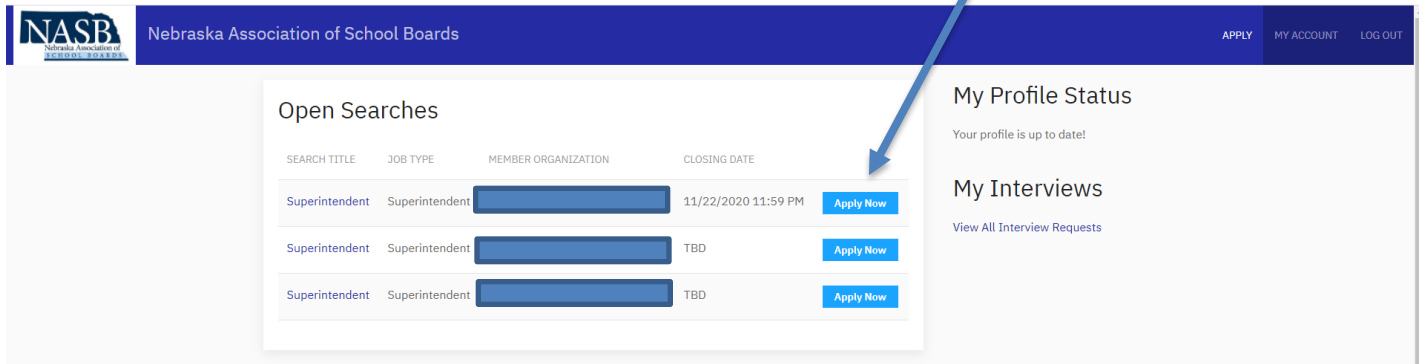 NASB
Nebraska Association of
SCHOOL BOARDS
Nebraska Association of School Boards
APPLY MY ACCOUNT LOG OUT
Open Searches
SEARCH TITLE JOB TYPE MEMBER ORGANIZATION CLOSING DATE
Superintendent Superintendent 11/22/2020 11:59 PM Apply Now
Superintendent Superintendent TBD Apply Now
Superintendent Superintendent TBD Apply Now
My Profile Status
Your profile is up to date!
My Interviews
View All Interview Requests